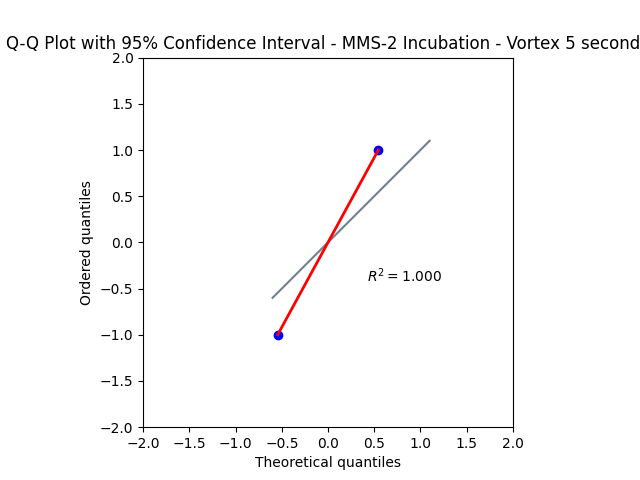 Q-Q Plot with 95% Confidence Interval - MMS-2 Incubation - Vortex 5 second
2.0
1.5
1.0
0.5
0.0
−0.5
−1.0
−1.5
−2.0
Ordered quantiles
R² = 1.000
−2.0 −1.5 −1.0 −0.5 0.0 0.5 1.0 1.5 2.0
Theoretical quantiles